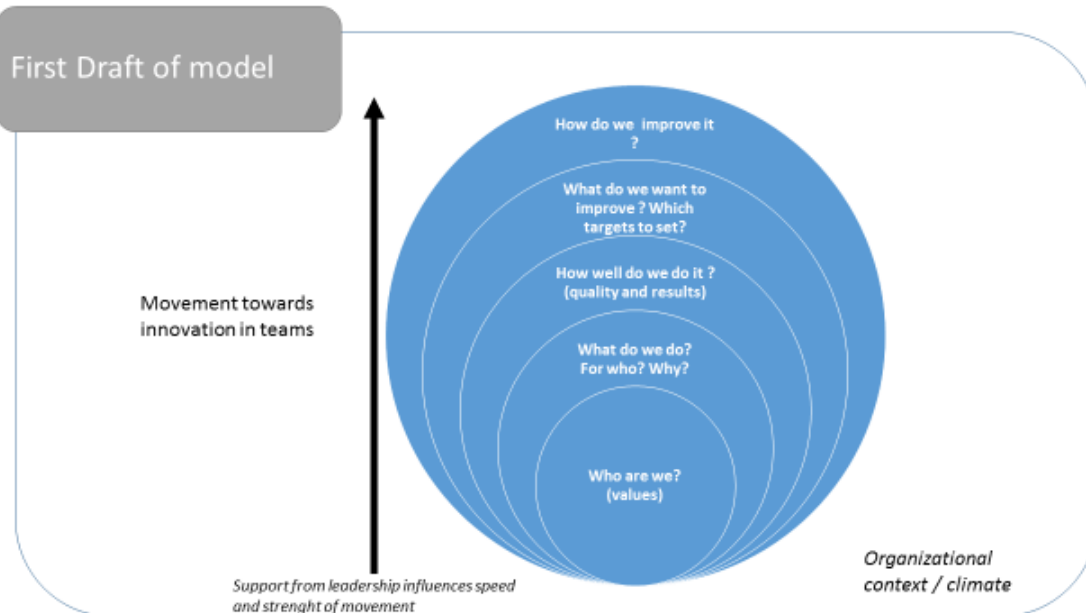 First Draft of model
How do we improve it
?
What do we want to
improve ? Which
targets to set?
How well do we do it ?
(quality and results)
Movement towards
innovation in teams
What do we do?
For who? Why?
Who are we?
(values)
Organizational
context / climate
Support from leadership influences speed
and strenght of movement